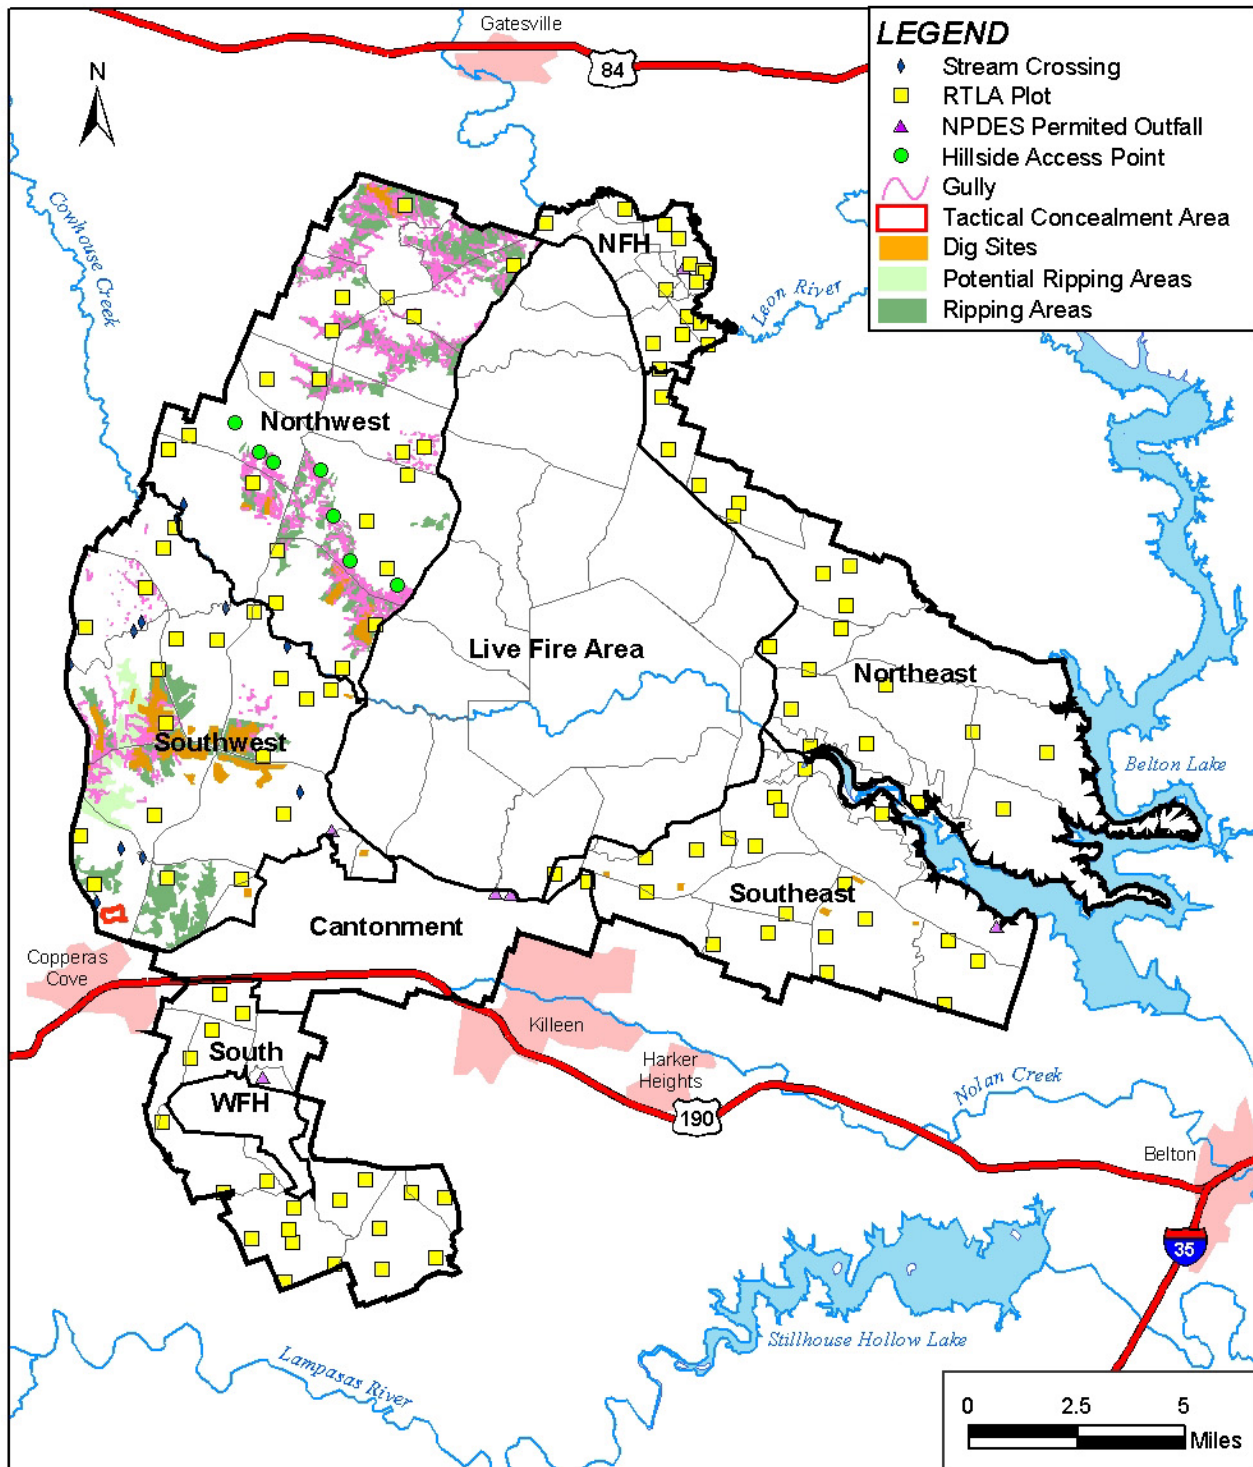 Gatesville
84
N
LEGEND
Stream Crossing
RTLA Plot
NPDES Permited Outfall
Hillside Access Point
Gully
Tactical Concealment Area
Dig Sites
Potential Ripping Areas
Ripping Areas
Cowhouse Creek
NFH
Leon River
Northwest
Live Fire Area
Northeast
Southwest
Belton Lake
Southeast
Cantonment
Copperas
Cove
Killeen
South
Harker
Heights
WFH
190
Nolan Creek
Belton
35
Stillhouse Hollow Lake
Lampasas River
0 2.5 5
Miles